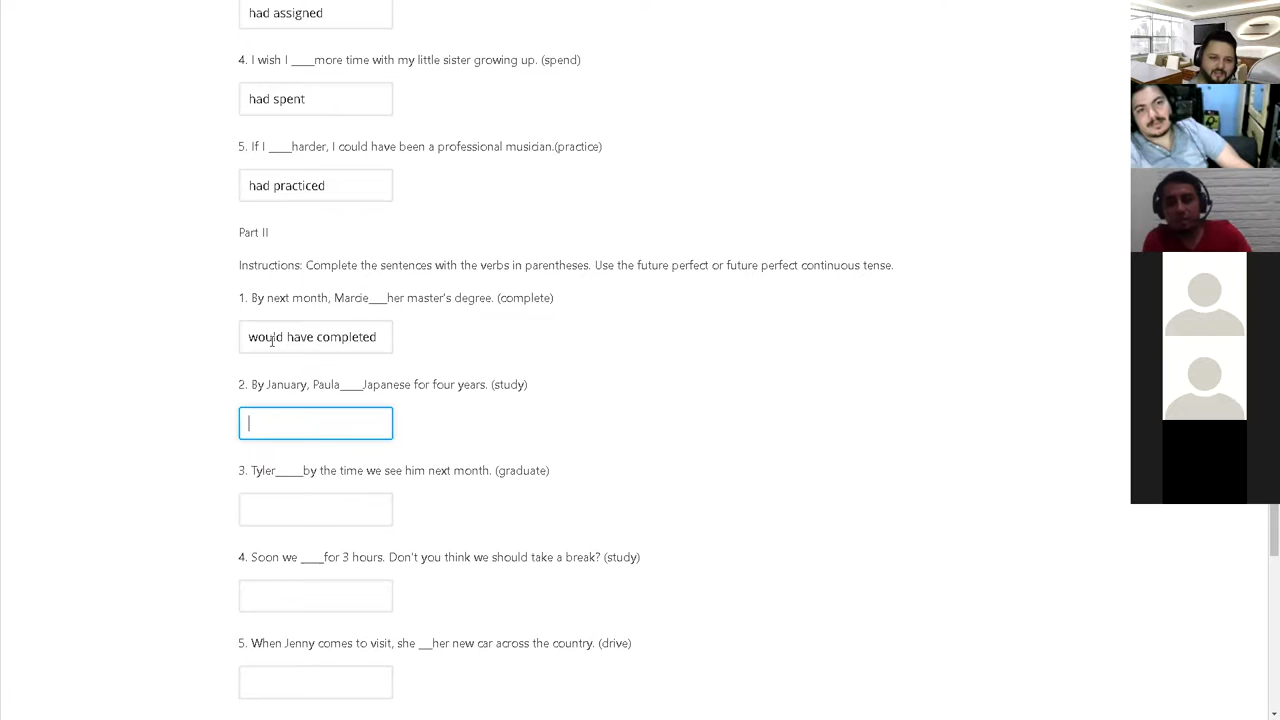 had assigned
4. I wish I ____more time with my little sister growing up. (spend)
had spent
5. If I ____harder, I could have been a professional musician.(practice)
had practiced
Part II
Instructions: Complete the sentences with the verbs in parentheses. Use the future perfect or future perfect continuous tense.
1. By next month, Marcie___her master's degree. (complete)
would have completed
2. By January, Paula____Japanese for four years. (study)
3. Tyler_____by the time we see him next month. (graduate)
4. Soon we ____for 3 hours. Don't you think we should take a break? (study)
5. When Jenny comes to visit, she __her new car across the country. (drive)